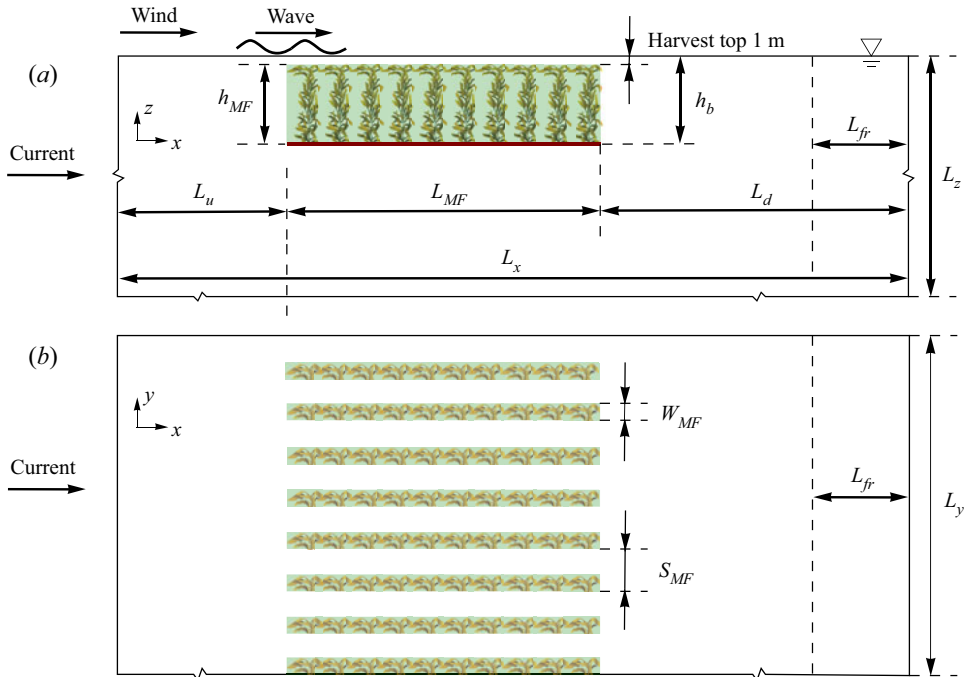 Wind
Wave
Harvest top 1 m
(a)
h_MF
h_b
z
x
L_fr
Current
L_z
L_u
L_MF
L_d
L_x
(b)
y
x
W_MF
Current
L_fr
L_y
S_MF